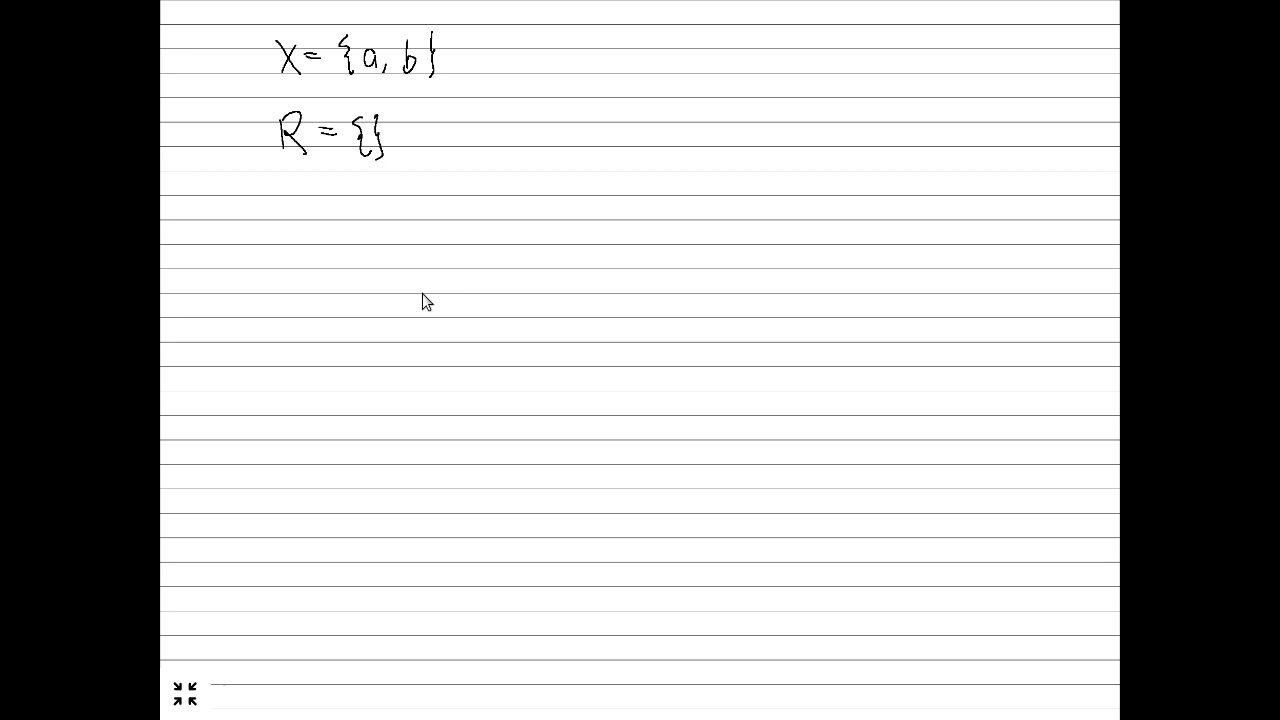 X = {a, b}
R = {}